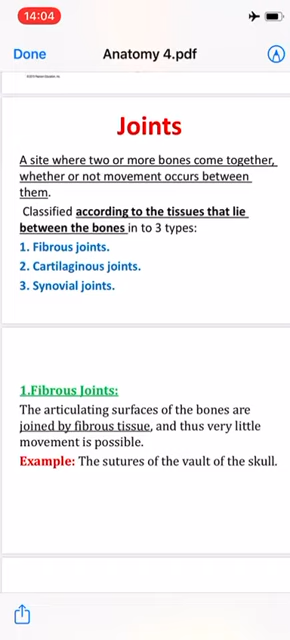 14:04
Done
Anatomy 4.pdf
Joints
A site where two or more bones come together,
whether or not movement occurs between
them.
Classified according to the tissues that lie
between the bones in to 3 types:
1. Fibrous joints.
2. Cartilaginous joints.
3. Synovial joints.
1.Fibrous Joints:
The articulating surfaces of the bones are
joined by fibrous tissue, and thus very little
movement is possible.
Example: The sutures of the vault of the skull.